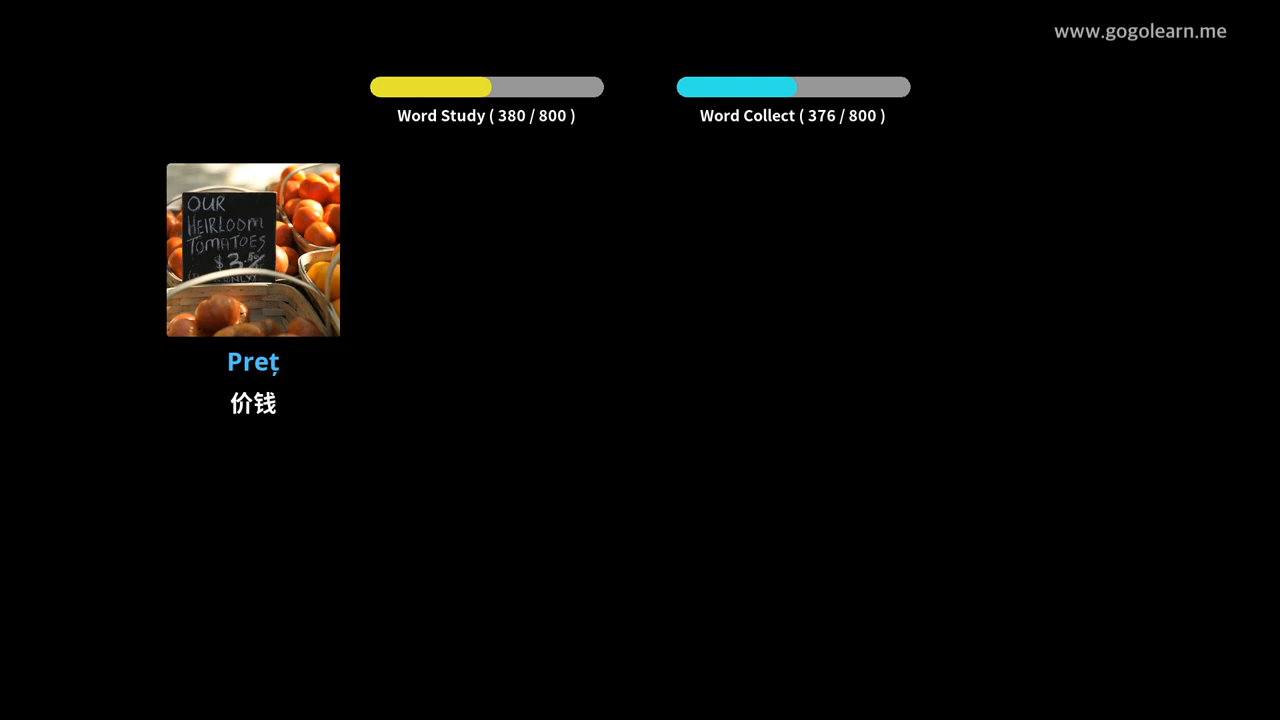 www.gogolearn.me
Word Study ( 380 / 800 )
Word Collect ( 376 / 800 )
OUR
HEIRLOOM
TOMATOES
Preț
价钱